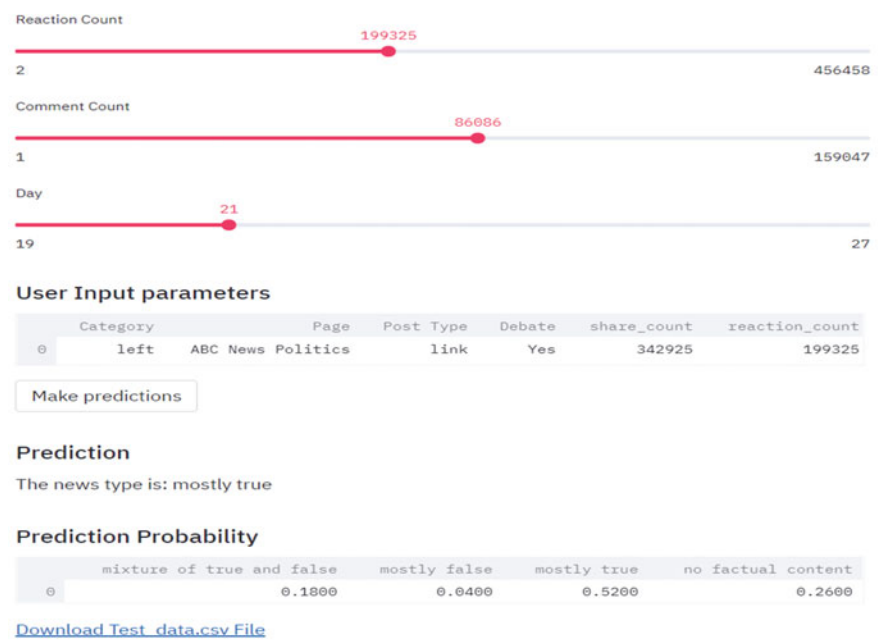 Reaction Count
199325
2 456458
Comment Count
86086
1 159047
Day
21
19 27
User Input parameters
Category Page Post Type Debate share_count reaction_count
0 left ABC News Politics link Yes 342925 199325
Make predictions
Prediction
The news type is: mostly true
Prediction Probability
mixture of true and false mostly false mostly true no factual content
0 0.1800 0.0400 0.5200 0.2600
Download Test_data.csv File